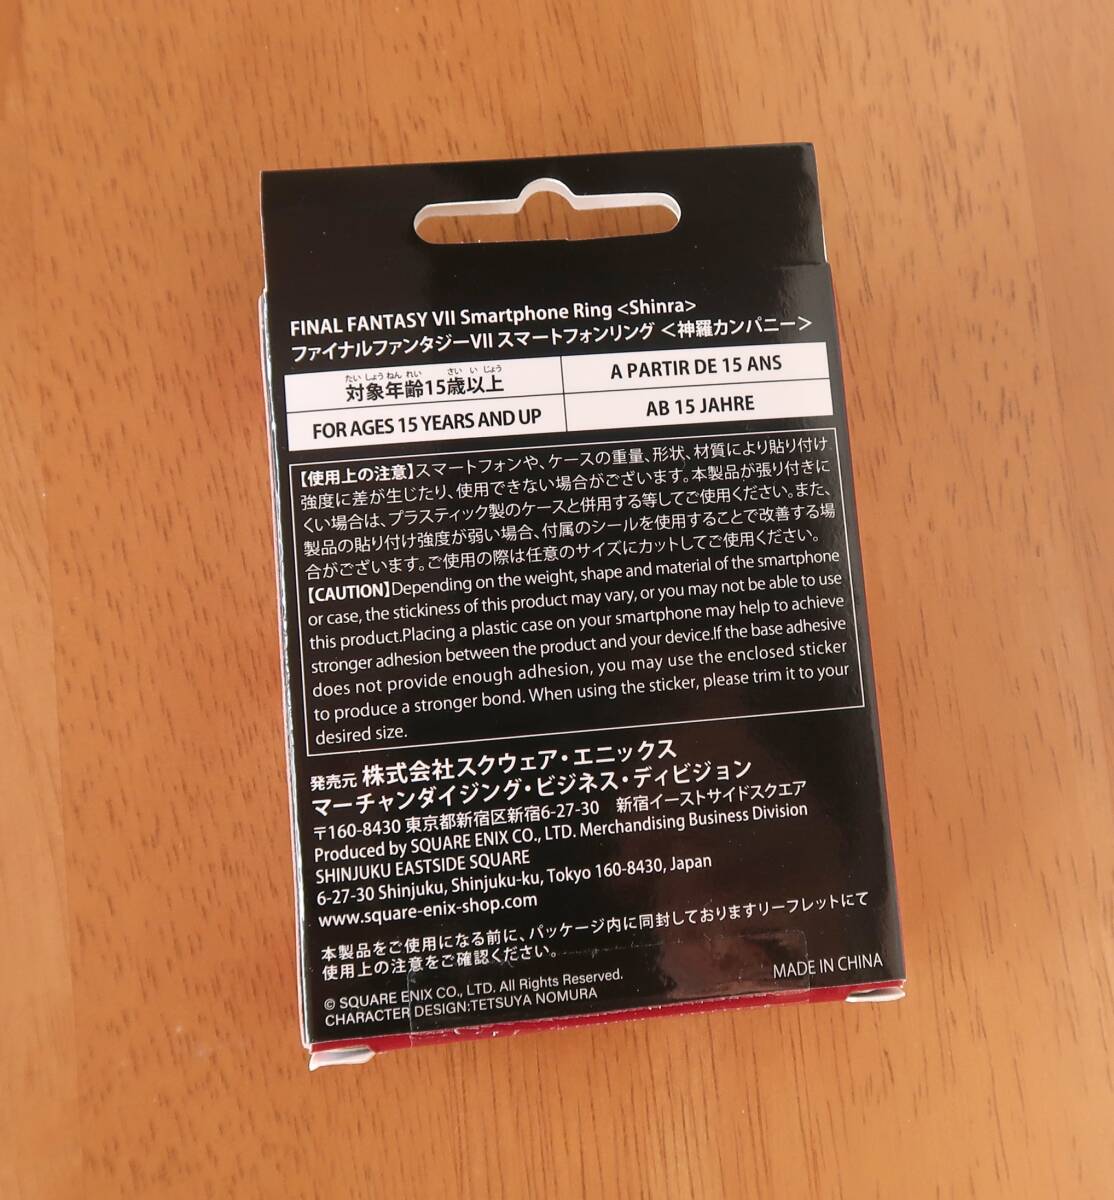 FINAL FANTASY VII Smartphone Ring <Shinra>
ファイナルファンタジーVII スマートフォンリング <神羅カンパニー>
たいしょうねんれい さい いじょう
対象年齢15歳以上
A PARTIR DE 15 ANS
FOR AGES 15 YEARS AND UP
AB 15 JAHRE
【使用上の注意】スマートフォンや、ケースの重量、形状、材質により貼り付け
強度に差が生じたり、使用できない場合がございます。本製品が張り付きに
くい場合は、プラスティック製のケースと併用する等してご使用ください。また、
製品の貼り付け強度が弱い場合、付属のシールを使用することで改善する場
合がございます。ご使用の際は任意のサイズにカットしてご使用ください。
【CAUTION】Depending on the weight, shape and material of the smartphone
or case, the stickiness of this product may vary, or you may not be able to use
this product.Placing a plastic case on your smartphone may help to achieve
stronger adhesion between the product and your device.If the base adhesive
does not provide enough adhesion, you may use the enclosed sticker
to produce a stronger bond. When using the sticker, please trim it to your
desired size.
発売元 株式会社スクウェア・エニックス
マーチャンダイジング・ビジネス・ディビジョン
〒160-8430 東京都新宿区新宿6-27-30 新宿イーストサイドスクエア
Produced by SQUARE ENIX CO., LTD. Merchandising Business Division
SHINJUKU EASTSIDE SQUARE
6-27-30 Shinjuku, Shinjuku-ku, Tokyo 160-8430, Japan
www.square-enix-shop.com
本製品をご使用になる前に、パッケージ内に同封しておりますリーフレットにて
使用上の注意をご確認ください。
© SQUARE ENIX CO., LTD. All Rights Reserved.
CHARACTER DESIGN:TETSUYA NOMURA
MADE IN CHINA